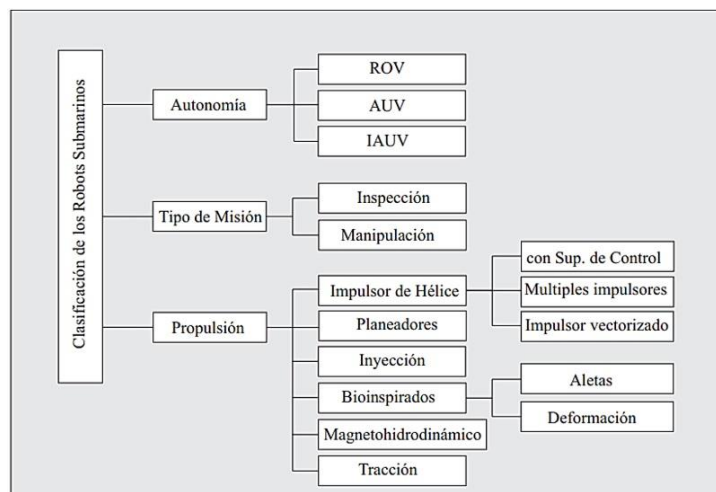 Clasificación de los Robots Submarinos
Autonomía
ROV
AUV
IAUV
Tipo de Misión
Inspección
Manipulación
Propulsión
Impulsor de Hélice
con Sup. de Control
Multiples impulsores
Impulsor vectorizado
Planeadores
Inyección
Bioinspirados
Aletas
Deformación
Magnetohidrodinámico
Tracción